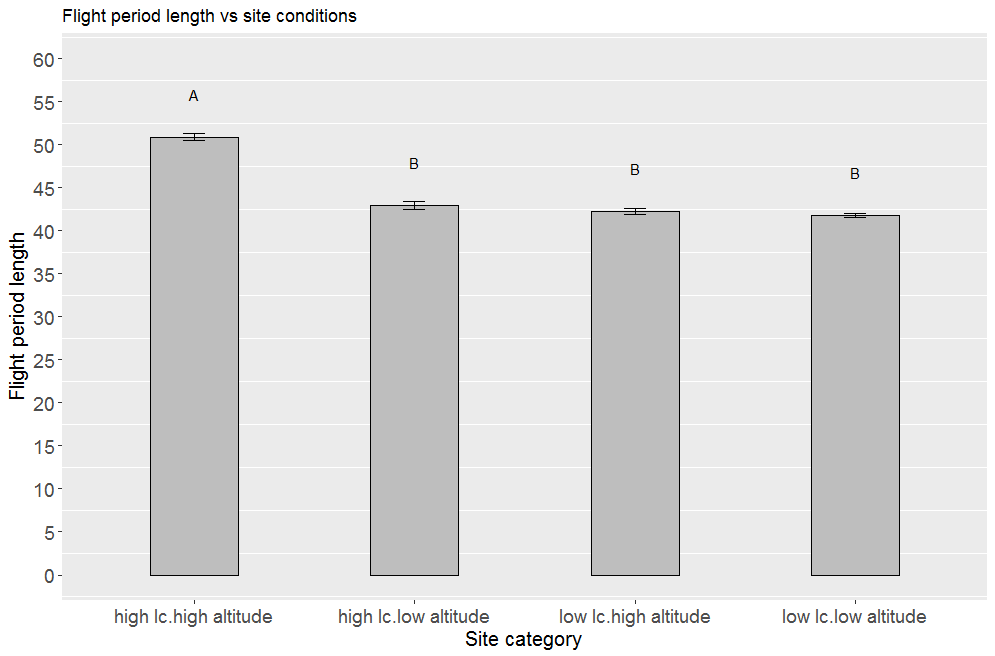 Flight period length vs site conditions
60
55
50
45
40
35
30
25
20
15
10
5
0
Flight period length
A
B
B
B
high lc.high altitude
high lc.low altitude
low lc.high altitude
low lc.low altitude
Site category